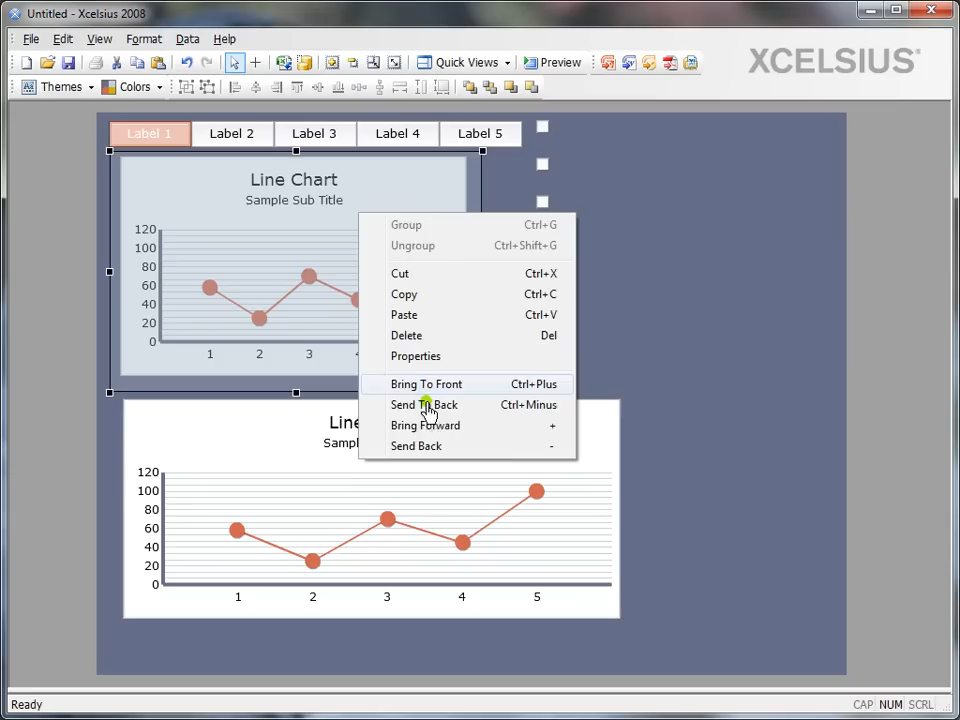 Untitled - Xcelsius 2008
File Edit View Format Data Help
Quick Views Preview
XCELSIUS®
Themes Colors
Label 1 Label 2 Label 3 Label 4 Label 5
Line Chart
Sample Sub Title
120
100
80
60
40
20
0
1 2 3
Group Ctrl+G
Ungroup Ctrl+Shift+G
Cut Ctrl+X
Copy Ctrl+C
Paste Ctrl+V
Delete Del
Properties
Bring To Front Ctrl+Plus
Send To Back Ctrl+Minus
Bring Forward +
Send Back -
Line
Samp
120
100
80
60
40
20
0
1 2 3 4 5
Ready CAP NUM SCRL